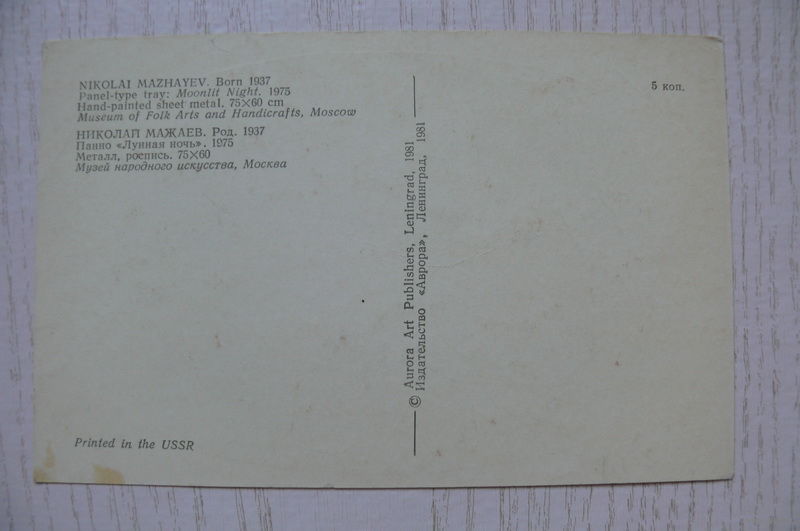 NIKOLAI MAZHAYEV. Born 1937
Panel-type tray: Moonlit Night. 1975
Hand-painted sheet metal. 75×60 cm
Museum of Folk Arts and Handicrafts, Moscow
НИКОЛАЙ МАЖАЕВ. Род. 1937
Панно «Лунная ночь». 1975
Металл, роспись. 75×60
Музей народного искусства, Москва
Printed in the USSR
© Aurora Art Publishers, Leningrad, 1981
Издательство «Аврора», Ленинград, 1981
5 коп.